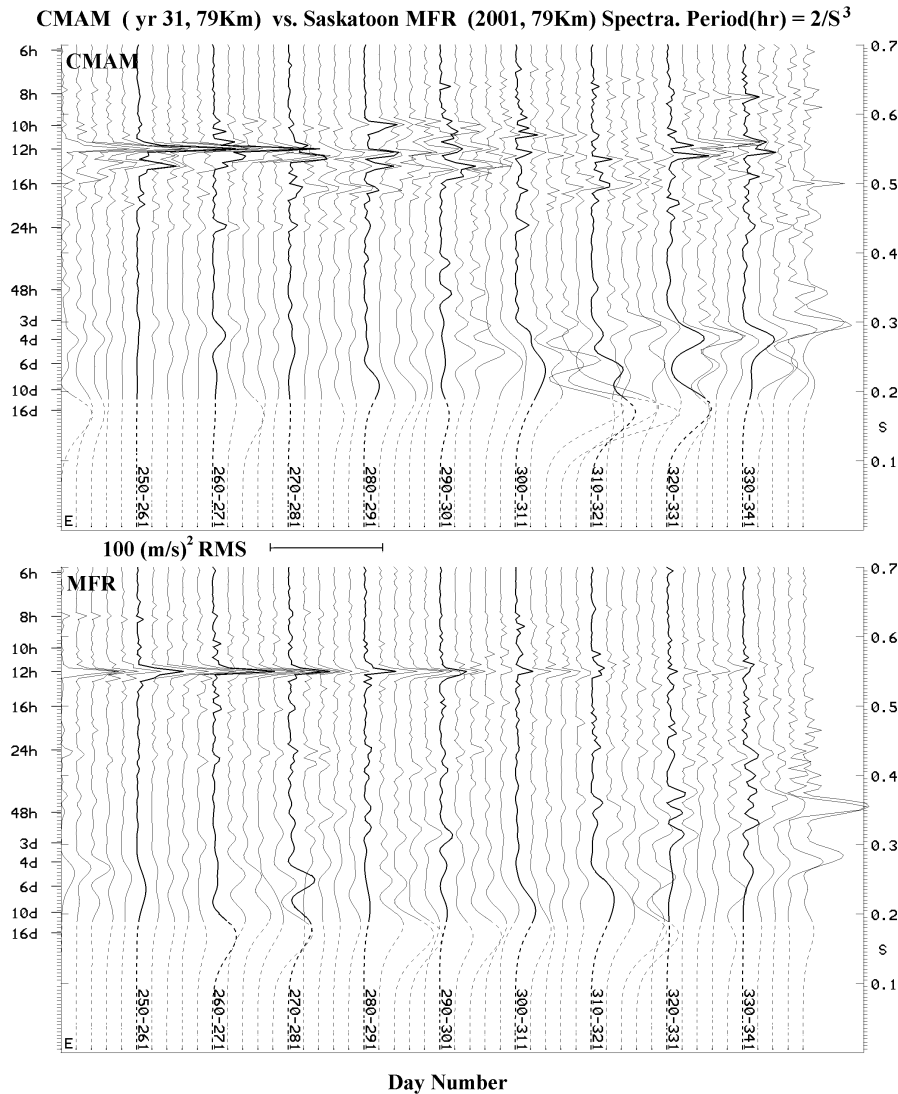 CMAM ( yr 31, 79Km) vs. Saskatoon MFR (2001, 79Km) Spectra. Period(hr) = 2/S³
CMAM
6h
8h
10h
12h
16h
24h
48h
3d
4d
6d
10d
16d
0.7
0.6
0.5
0.4
0.3
0.2
S
0.1
E
250-261
260-271
270-281
280-291
290-301
300-311
310-321
320-331
330-341
100 (m/s)² RMS
MFR
6h
8h
10h
12h
16h
24h
48h
3d
4d
6d
10d
16d
0.7
0.6
0.5
0.4
0.3
0.2
S
0.1
E
250-261
260-271
270-281
280-291
290-301
300-311
310-321
320-331
330-341
Day Number